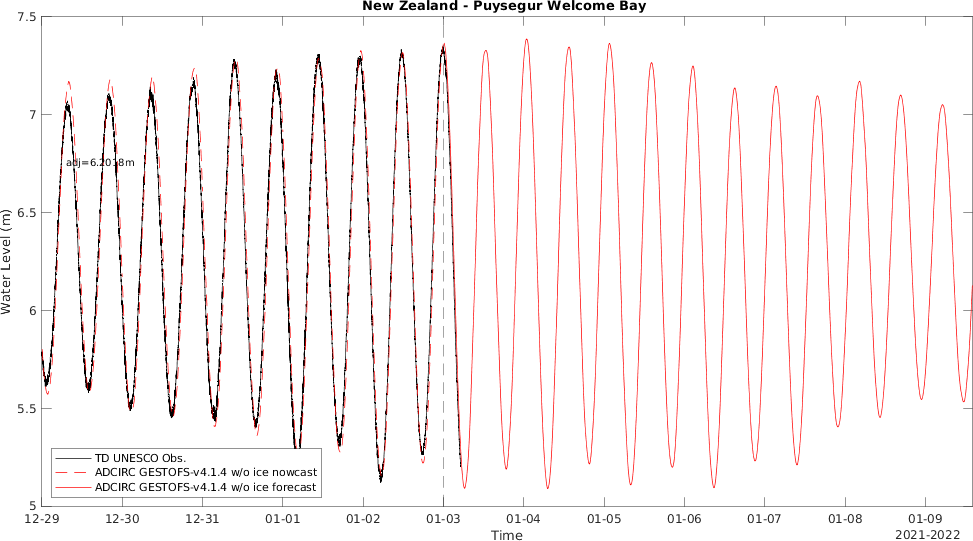 New Zealand - Puysegur Welcome Bay
7.5
7
6.5
6
5.5
5
Water Level (m)
adj=6.2018m
TD UNESCO Obs.
ADCIRC GESTOFS-v4.1.4 w/o ice nowcast
ADCIRC GESTOFS-v4.1.4 w/o ice forecast
12-29 12-30 12-31 01-01 01-02 01-03 01-04 01-05 01-06 01-07 01-08 01-09
Time
2021-2022